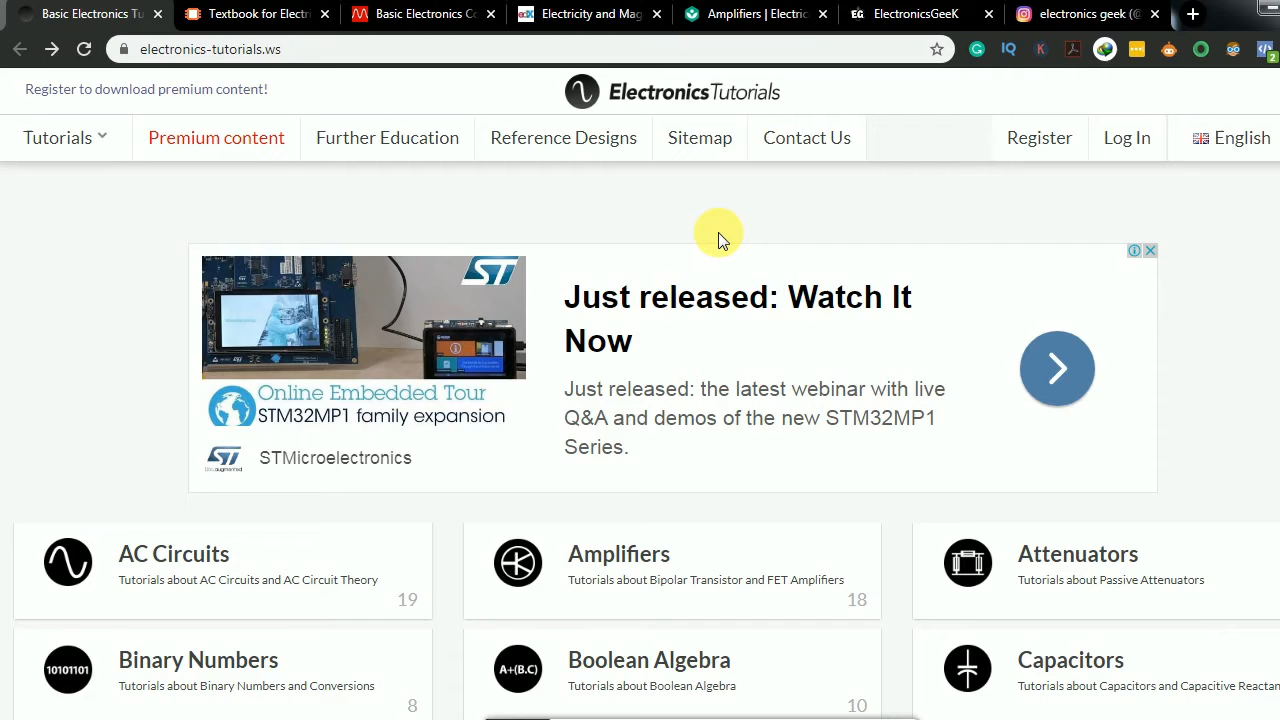 Basic Electronics Tu
Textbook for Electri
Basic Electronics Co
Electricity and Mag
Amplifiers | Electric
ElectronicsGeeK
electronics geek (@
electronics-tutorials.ws
Register to download premium content!
ElectronicsTutorials
Tutorials
Premium content
Further Education
Reference Designs
Sitemap
Contact Us
Register
Log In
English
ST
Just released: Watch It
Now
Just released: the latest webinar with live
Q&A and demos of the new STM32MP1
Series.
Online Embedded Tour
STM32MP1 family expansion
STMicroelectronics
AC Circuits
Tutorials about AC Circuits and AC Circuit Theory
19
Amplifiers
Tutorials about Bipolar Transistor and FET Amplifiers
18
Attenuators
Tutorials about Passive Attenuators
10101101
Binary Numbers
Tutorials about Binary Numbers and Conversions
8
A+(B.C)
Boolean Algebra
Tutorials about Boolean Algebra
10
Capacitors
Tutorials about Capacitors and Capacitive Reactan